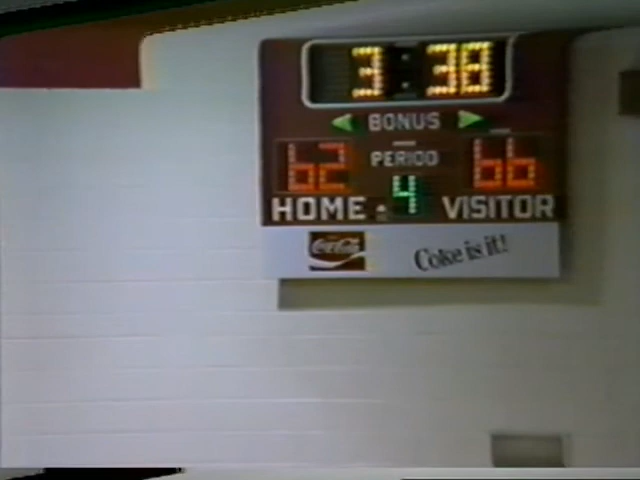 3:38
BONUS
62 PERIOD 66
HOME 4 VISITOR
Coca-Cola Coke is it!